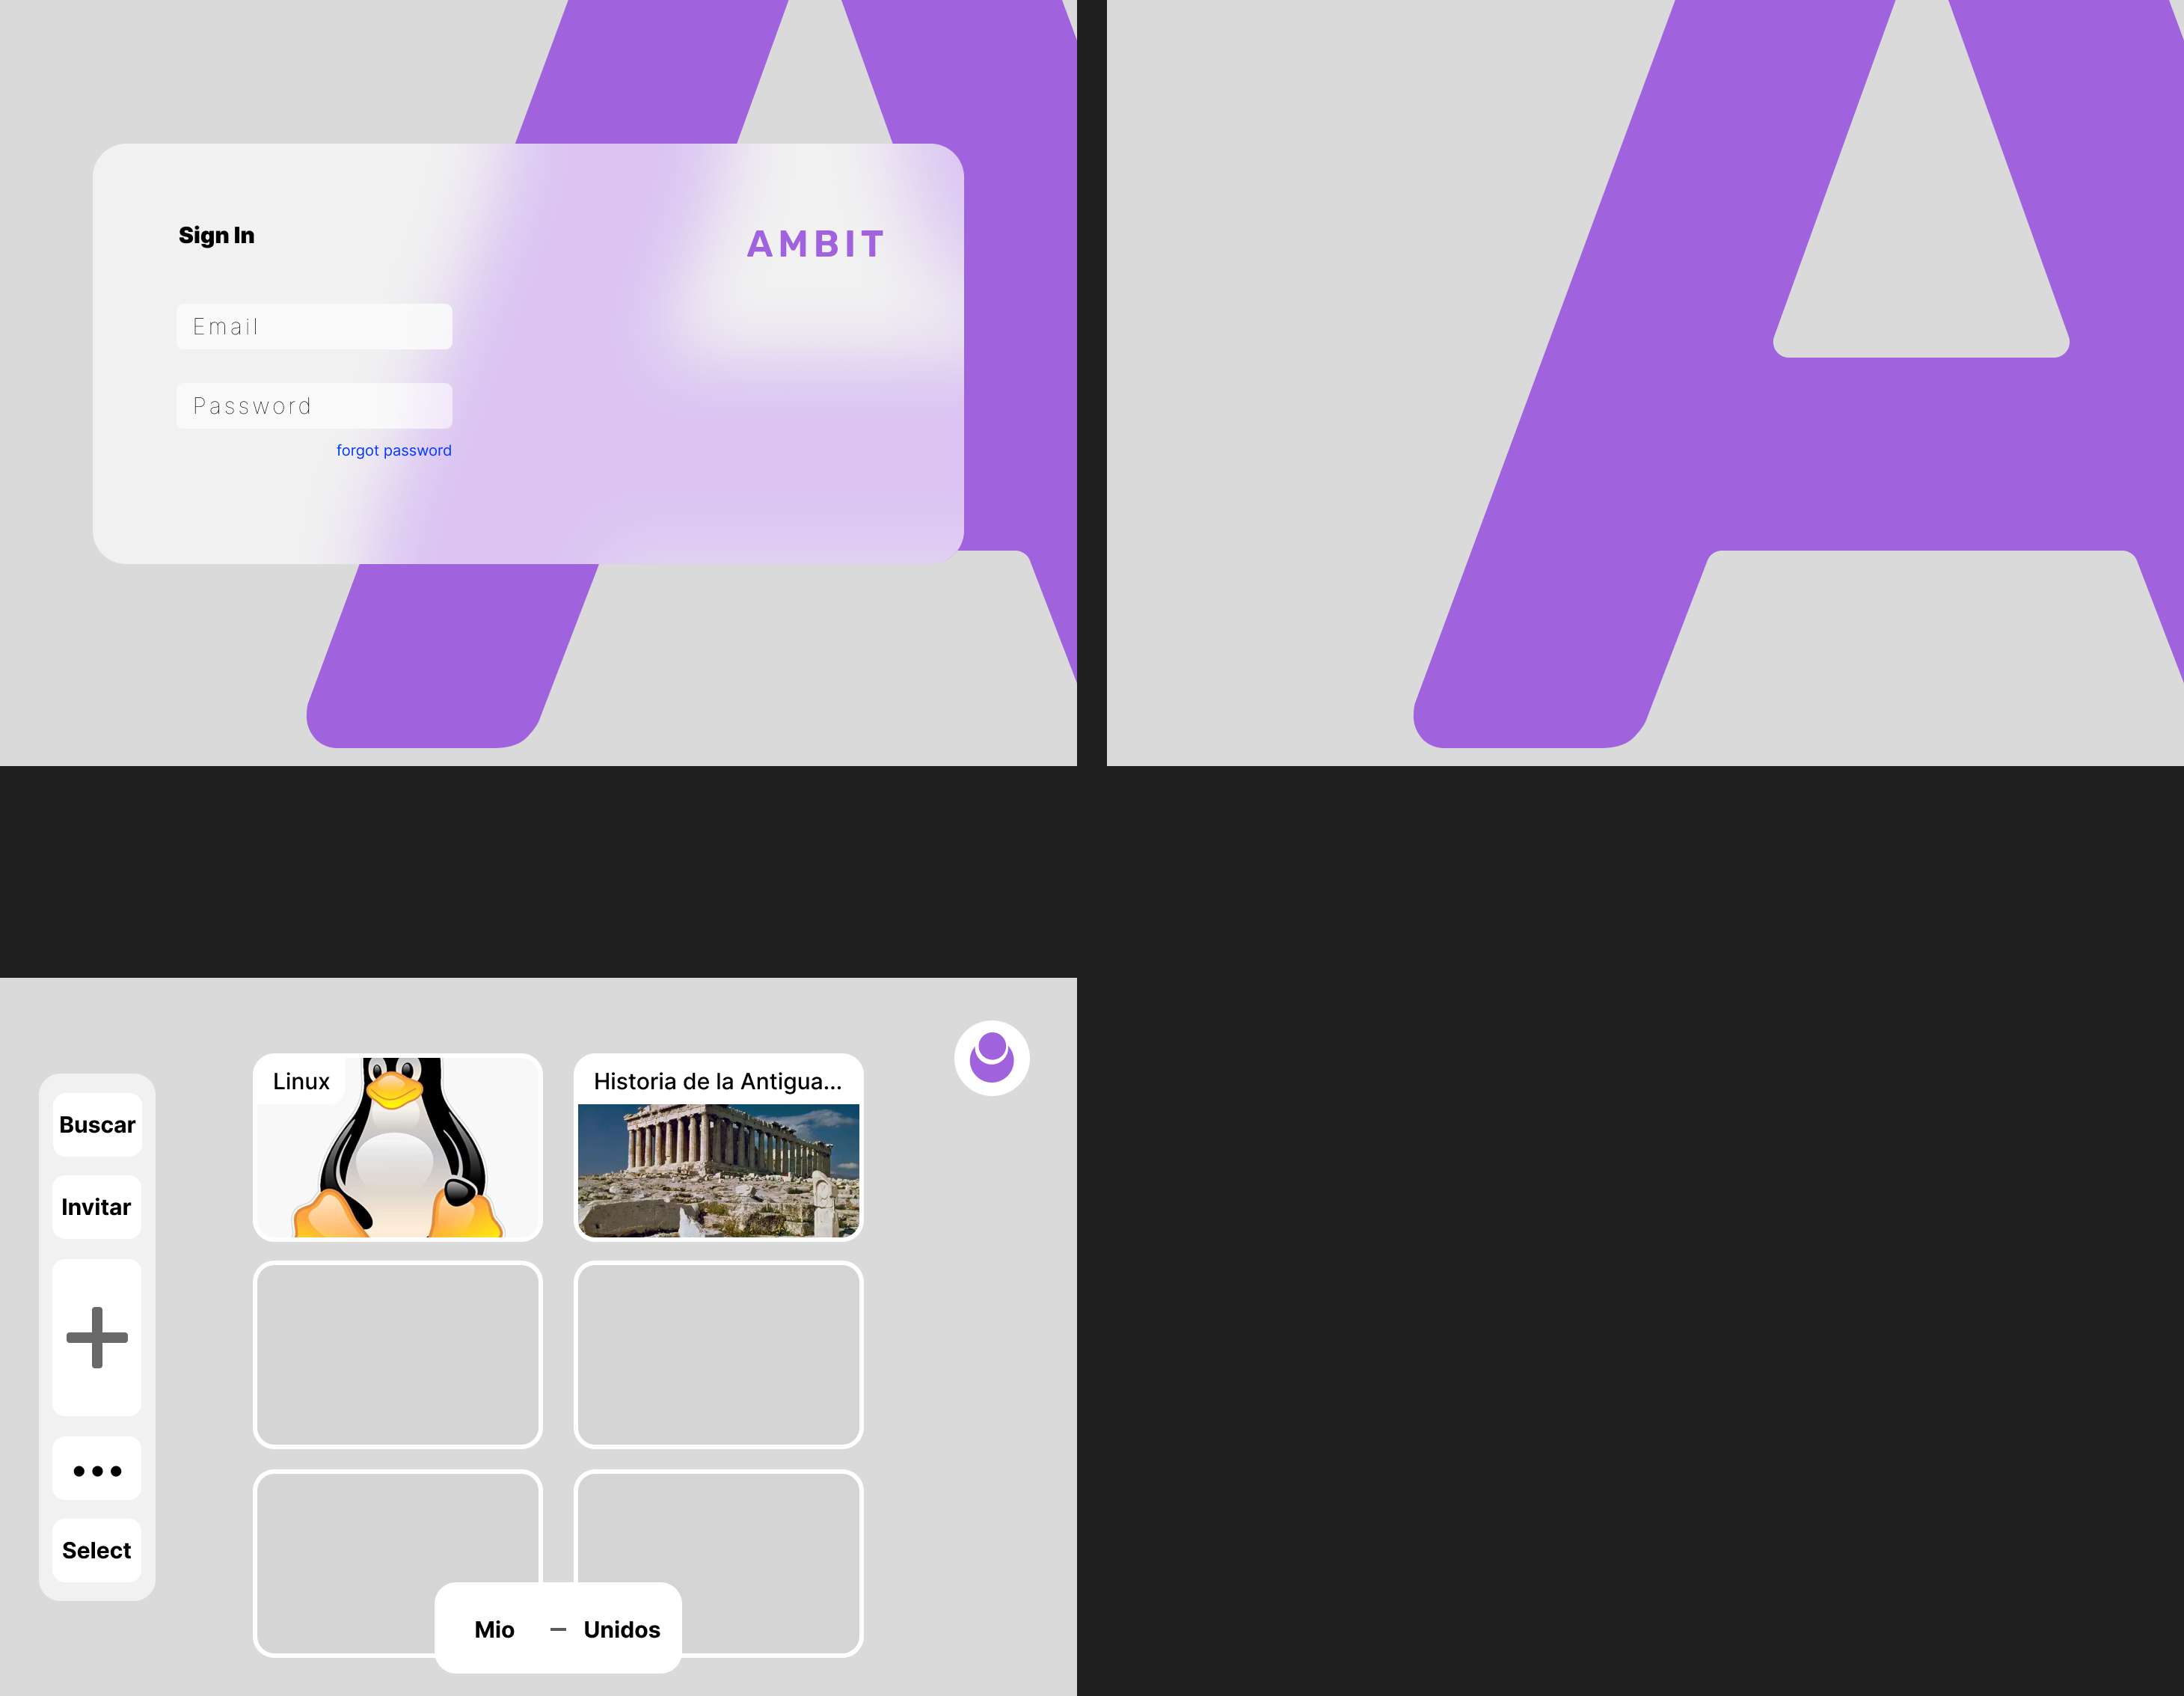 Sign In
AMBIT
Email
Password
forgot password
Linux
Historia de la Antigua...
Buscar
Invitar
Select
Mio – Unidos